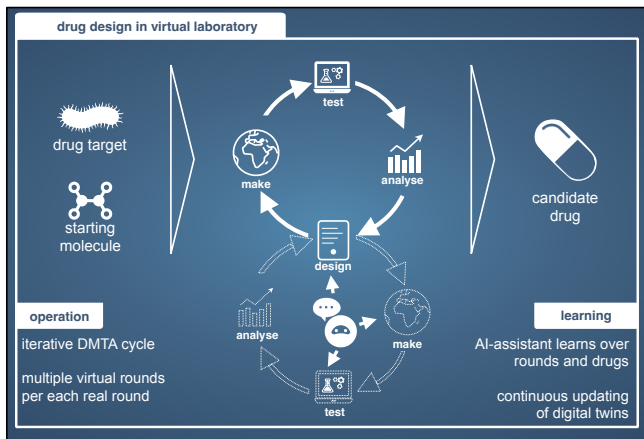 drug design in virtual laboratory
drug target
starting
molecule
test
make
analyse
design
candidate
drug
analyse
make
test
operation
iterative DMTA cycle
multiple virtual rounds
per each real round
learning
AI-assistant learns over
rounds and drugs
continuous updating
of digital twins